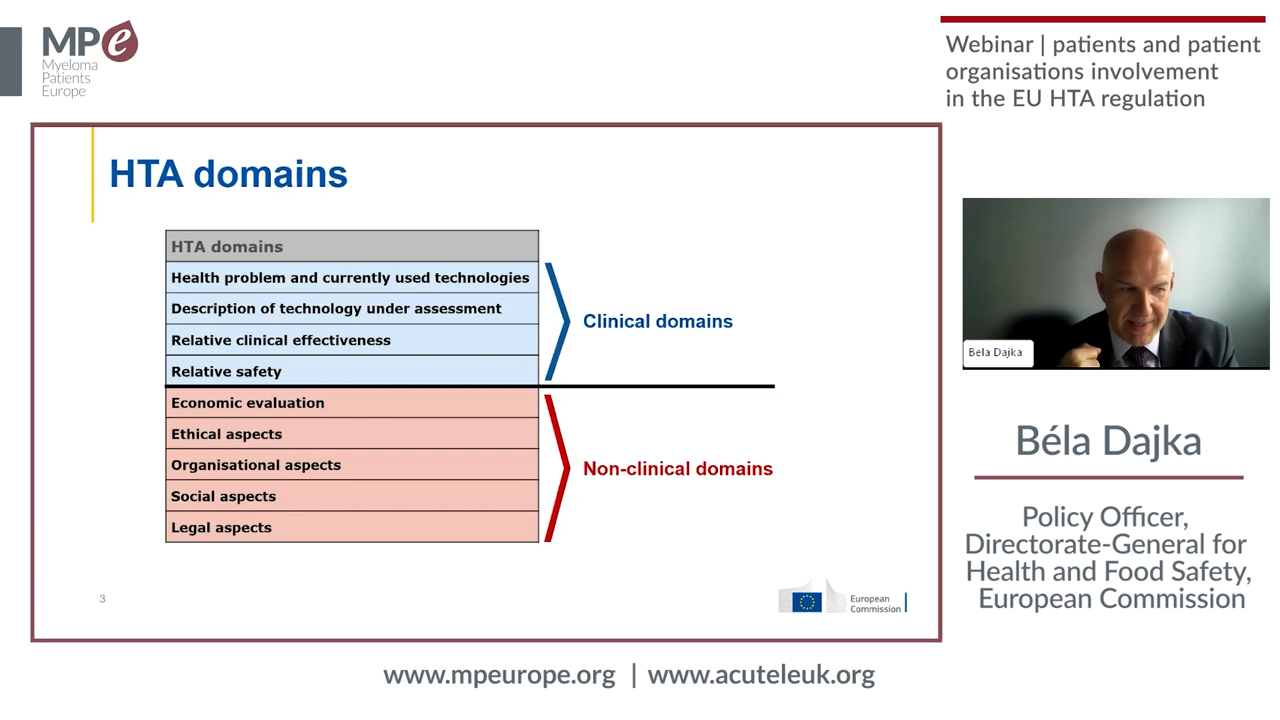 MPe
Myeloma
Patients
Europe
Webinar | patients and patient
organisations involvement
in the EU HTA regulation
HTA domains
HTA domains
Health problem and currently used technologies
Description of technology under assessment
Relative clinical effectiveness
Relative safety
Clinical domains
Economic evaluation
Ethical aspects
Organisational aspects
Social aspects
Legal aspects
Non-clinical domains
3
European
Commission
Bela Dajka
Béla Dajka
Policy Officer,
Directorate-General for
Health and Food Safety,
European Commission
www.mpeurope.org | www.acuteleuk.org